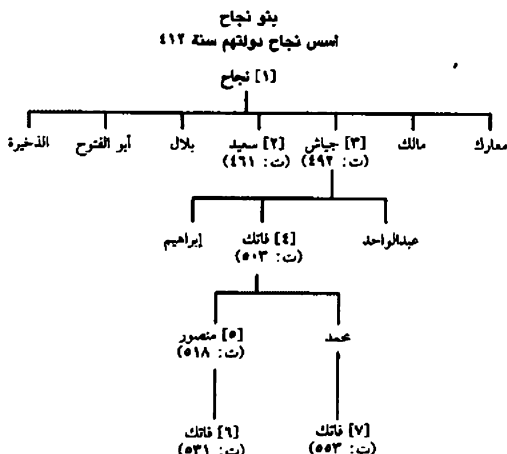 بنو نجاح
أسس نجاح دولتهم سنة ٤١٢
[١] نجاح
معارك مالك [٣] جياش [٢] سعيد بلال أبو الفتوح الذخيرة
(ت: ٤٩٢) (ت: ٤٦١)
عبدالواحد [٤] فاتك إبراهيم
(ت: ٥٠٣)
محمد [٥] منصور
(ت: ٥١٨)
[٧] فاتك [٦] فاتك
(ت: ٥٥٣) (ت: ٥٣١)